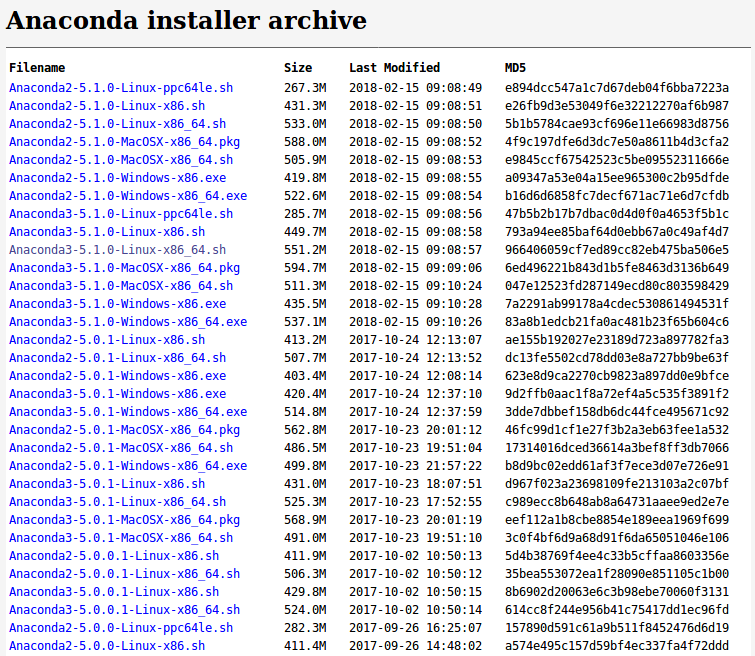 Anaconda installer archive
Filename Size Last Modified MD5
Anaconda2-5.1.0-Linux-ppc64le.sh 267.3M 2018-02-15 09:08:49 e894dcc547a1c7d67deb04f6bba7223a
Anaconda2-5.1.0-Linux-x86.sh 431.3M 2018-02-15 09:08:51 e26fb9d3e53049f6e32212270af6b987
Anaconda2-5.1.0-Linux-x86_64.sh 533.0M 2018-02-15 09:08:50 5b1b5784cae93cf696e11e66983d8756
Anaconda2-5.1.0-MacOSX-x86_64.pkg 588.0M 2018-02-15 09:08:52 4f9c197dfe6d3dc7e50a8611b4d3cfa2
Anaconda2-5.1.0-MacOSX-x86_64.sh 505.9M 2018-02-15 09:08:53 e9845ccf67542523c5be09552311666e
Anaconda2-5.1.0-Windows-x86.exe 419.8M 2018-02-15 09:08:55 a09347a53e04a15ee965300c2b95dfde
Anaconda2-5.1.0-Windows-x86_64.exe 522.6M 2018-02-15 09:08:54 b16d6d6858fc7decf671ac71e6d7cfdb
Anaconda3-5.1.0-Linux-ppc64le.sh 285.7M 2018-02-15 09:08:56 47b5b2b17b7dbac0d4d0f0a4653f5b1c
Anaconda3-5.1.0-Linux-x86.sh 449.7M 2018-02-15 09:08:58 793a94ee85baf64d0ebb67a0c49af4d7
Anaconda3-5.1.0-Linux-x86_64.sh 551.2M 2018-02-15 09:08:57 966406059cf7ed89cc82eb475ba506e5
Anaconda3-5.1.0-MacOSX-x86_64.pkg 594.7M 2018-02-15 09:09:06 6ed496221b843d1b5fe8463d3136b649
Anaconda3-5.1.0-MacOSX-x86_64.sh 511.3M 2018-02-15 09:10:24 047e12523fd287149ecd80c803598429
Anaconda3-5.1.0-Windows-x86.exe 435.5M 2018-02-15 09:10:28 7a2291ab99178a4cdec530861494531f
Anaconda3-5.1.0-Windows-x86_64.exe 537.1M 2018-02-15 09:10:26 83a8b1edcb21fa0ac481b23f65b604c6
Anaconda2-5.0.1-Linux-x86.sh 413.2M 2017-10-24 12:13:07 ae155b192027e23189d723a897782fa3
Anaconda2-5.0.1-Linux-x86_64.sh 507.7M 2017-10-24 12:13:52 dc13fe5502cd78dd03e8a727bb9be63f
Anaconda2-5.0.1-Windows-x86.exe 403.4M 2017-10-24 12:08:14 623e8d9ca2270cb9823a897dd0e9bfce
Anaconda3-5.0.1-Windows-x86.exe 420.4M 2017-10-24 12:37:10 9d2ffb0aac1f8a72ef4a5c535f3891f2
Anaconda3-5.0.1-Windows-x86_64.exe 514.8M 2017-10-24 12:37:59 3dde7dbbef158db6dc44fce495671c92
Anaconda2-5.0.1-MacOSX-x86_64.pkg 562.8M 2017-10-23 20:01:12 46fc99d1cf1e27f3b2a3eb63fee1a532
Anaconda2-5.0.1-MacOSX-x86_64.sh 486.5M 2017-10-23 19:51:04 17314016dced36614a3bef8ff3db7066
Anaconda2-5.0.1-Windows-x86_64.exe 499.8M 2017-10-23 21:57:22 b8d9bc02edd61af3f7ece3d07e726e91
Anaconda3-5.0.1-Linux-x86.sh 431.0M 2017-10-23 18:07:51 d967f023a23698109fe213103a2c07bf
Anaconda3-5.0.1-Linux-x86_64.sh 525.3M 2017-10-23 17:52:55 c989ecc8b648ab8a64731aaee9ed2e7e
Anaconda3-5.0.1-MacOSX-x86_64.pkg 568.9M 2017-10-23 20:01:19 eef112a1b8cbe8854e189eea1969f699
Anaconda3-5.0.1-MacOSX-x86_64.sh 491.0M 2017-10-23 19:51:10 3c0f4bf6d9a68d91f6da65051046e106
Anaconda2-5.0.0.1-Linux-x86.sh 411.9M 2017-10-02 10:50:13 5d4b38769f4ee4c33b5cffaa8603356e
Anaconda2-5.0.0.1-Linux-x86_64.sh 506.3M 2017-10-02 10:50:12 35bea553072ea1f28090e851105c1b00
Anaconda3-5.0.0.1-Linux-x86.sh 429.8M 2017-10-02 10:50:15 8b6902d20063e6c3b98ebe70060f3131
Anaconda3-5.0.0.1-Linux-x86_64.sh 524.0M 2017-10-02 10:50:14 614cc8f244e956b41c75417dd1ec96fd
Anaconda2-5.0.0-Linux-ppc64le.sh 282.3M 2017-09-26 16:25:07 157890d591c61a9b511f8452476d6d19
Anaconda2-5.0.0-Linux-x86.sh 411.4M 2017-09-26 14:48:02 a574e495c157d59bf4ec337fa4f72ddd